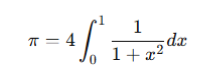 π = 4 ∫₀¹ 1/(1 + x²) dx